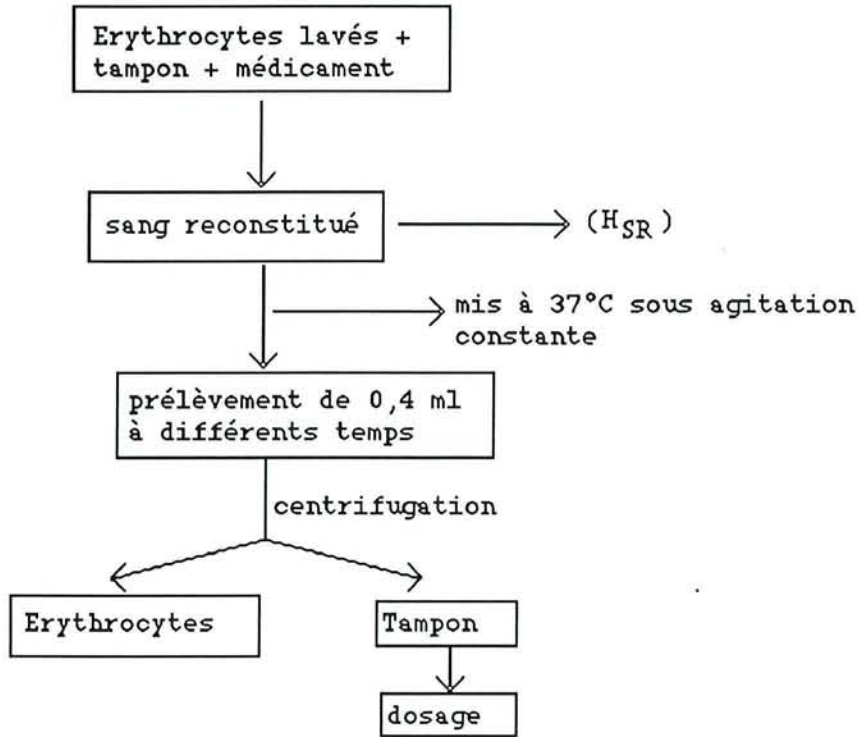 Erythrocytes lavés +
tampon + médicament
sang reconstitué
(H_SR)
mis à 37°C sous agitation
constante
prélèvement de 0,4 ml
à différents temps
centrifugation
Erythrocytes
Tampon
dosage